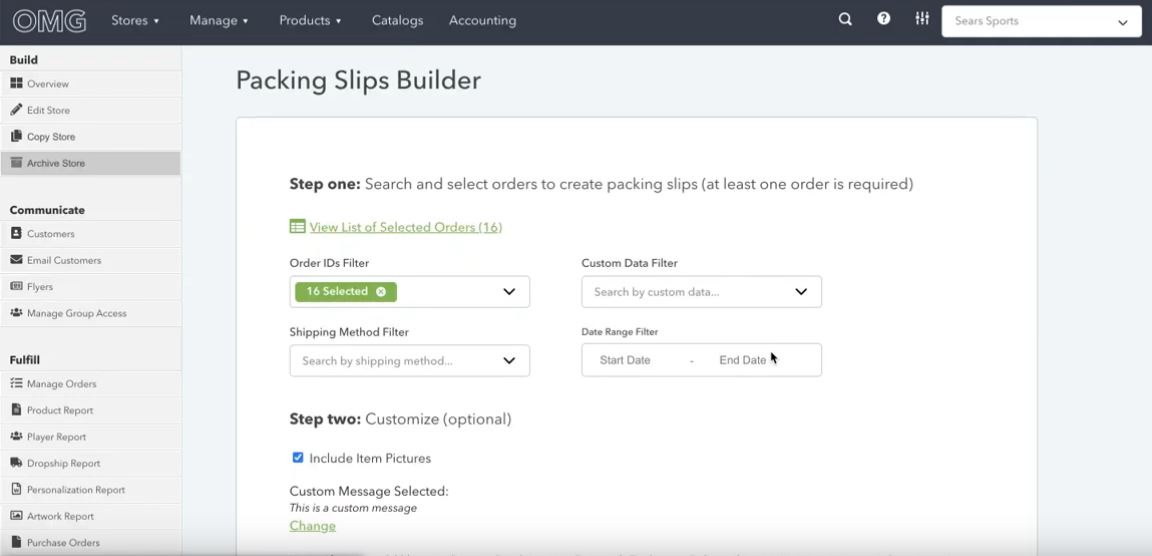 OMG
Stores ▾ Manage ▾ Products ▾ Catalogs Accounting
Sears Sports
Build
Overview
Edit Store
Copy Store
Archive Store
Communicate
Customers
Email Customers
Flyers
Manage Group Access
Fulfill
Manage Orders
Product Report
Player Report
Dropship Report
Personalization Report
Artwork Report
Purchase Orders
Packing Slips Builder
Step one: Search and select orders to create packing slips (at least one order is required)
View List of Selected Orders (16)
Order IDs Filter
16 Selected
Custom Data Filter
Search by custom data...
Shipping Method Filter
Search by shipping method...
Date Range Filter
Start Date - End Date
Step two: Customize (optional)
Include Item Pictures
Custom Message Selected:
This is a custom message
Change